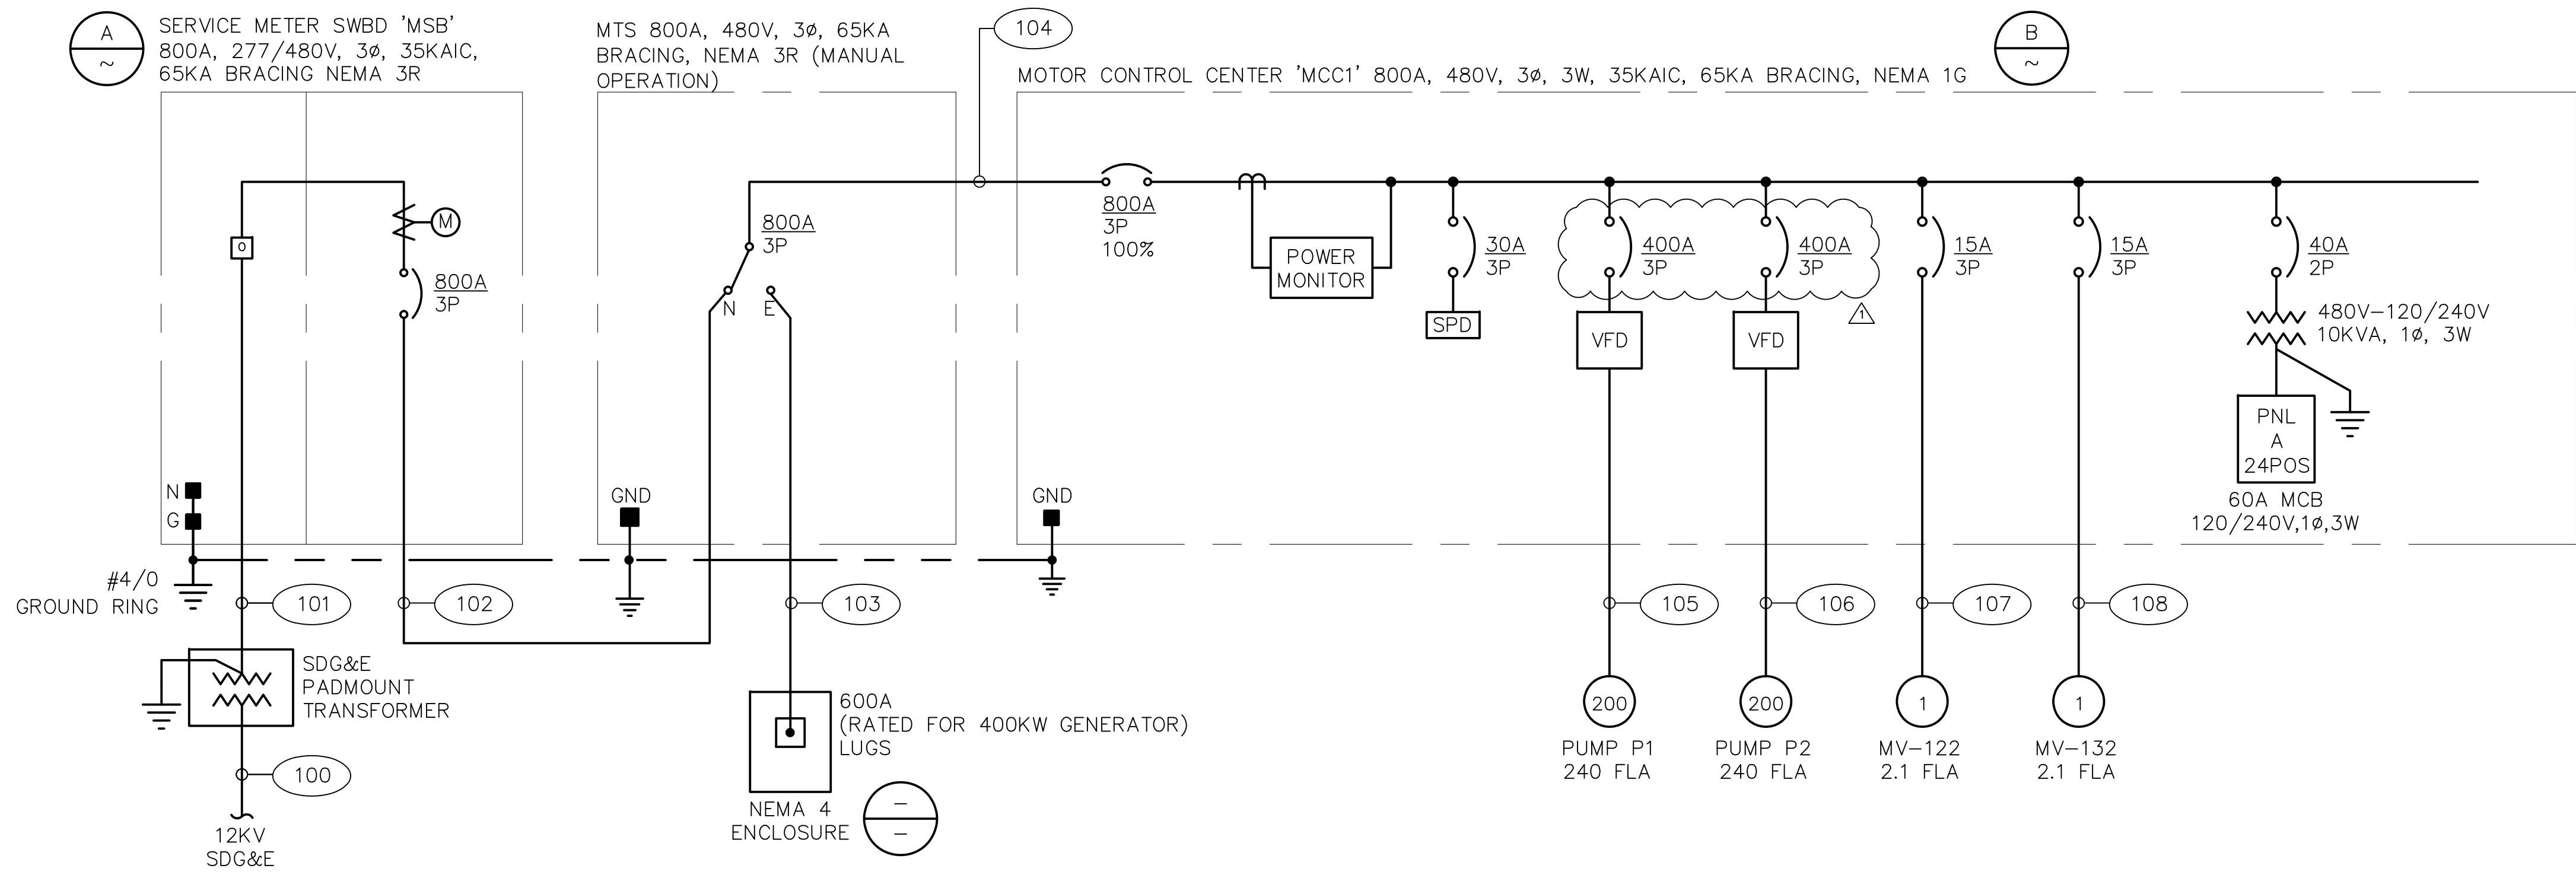 A
~
SERVICE METER SWBD 'MSB'
800A, 277/480V, 3ø, 35KAIC,
65KA BRACING NEMA 3R
MTS 800A, 480V, 3ø, 65KA
BRACING, NEMA 3R (MANUAL
OPERATION)
104
MOTOR CONTROL CENTER 'MCC1' 800A, 480V, 3ø, 3W, 35KAIC, 65KA BRACING, NEMA 1G
B
~
M
800A
3P
N
G
#4/0
GROUND RING
101
102
SDG&E
PADMOUNT
TRANSFORMER
100
12KV
SDG&E
800A
3P
N
E
GND
103
600A
(RATED FOR 400KW GENERATOR)
LUGS
NEMA 4
ENCLOSURE
–
–
GND
800A
3P
100%
POWER
MONITOR
30A
3P
SPD
400A
3P
VFD
400A
3P
VFD
1
15A
3P
15A
3P
40A
2P
480V–120/240V
10KVA, 1ø, 3W
PNL
A
24POS
60A MCB
120/240V,1ø,3W
105
106
107
108
200
PUMP P1
240 FLA
200
PUMP P2
240 FLA
1
MV–122
2.1 FLA
1
MV–132
2.1 FLA